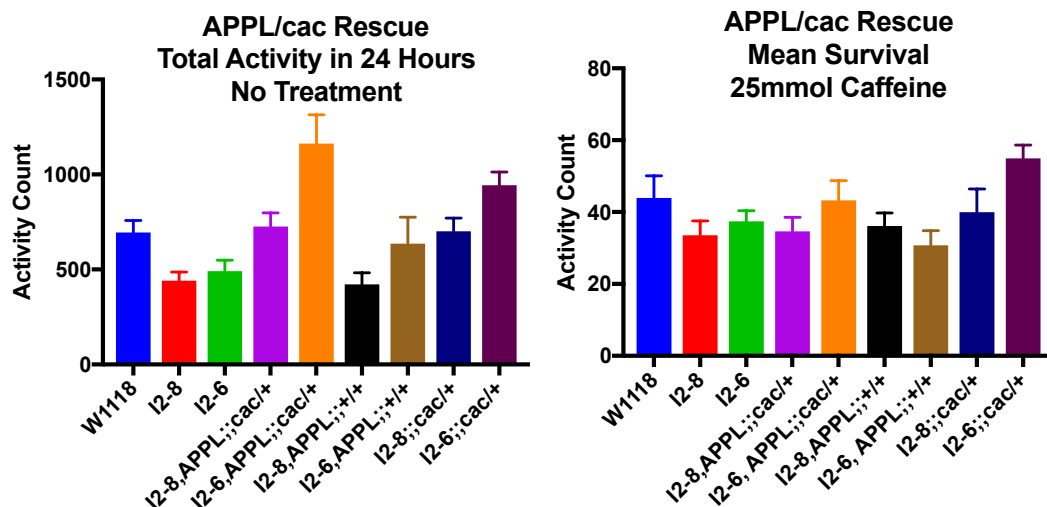 APPL/cac Rescue
Total Activity in 24 Hours
No Treatment
1500
1000
500
0
Activity Count
W1118
I2-8
I2-6
I2-8,APPL;;cac/+
I2-6,APPL;;cac/+
I2-8,APPL;;+/+
I2-6,APPL;;+/+
I2-8;;cac/+
I2-6;;cac/+
APPL/cac Rescue
Mean Survival
25mmol Caffeine
80
60
40
20
0
Activity Count
W1118
I2-8
I2-6
I2-8,APPL;;cac/+
I2-6, APPL;;cac/+
I2-8,APPL;;+/+
I2-6, APPL;;+/+
I2-8;;cac/+
I2-6;;cac/+